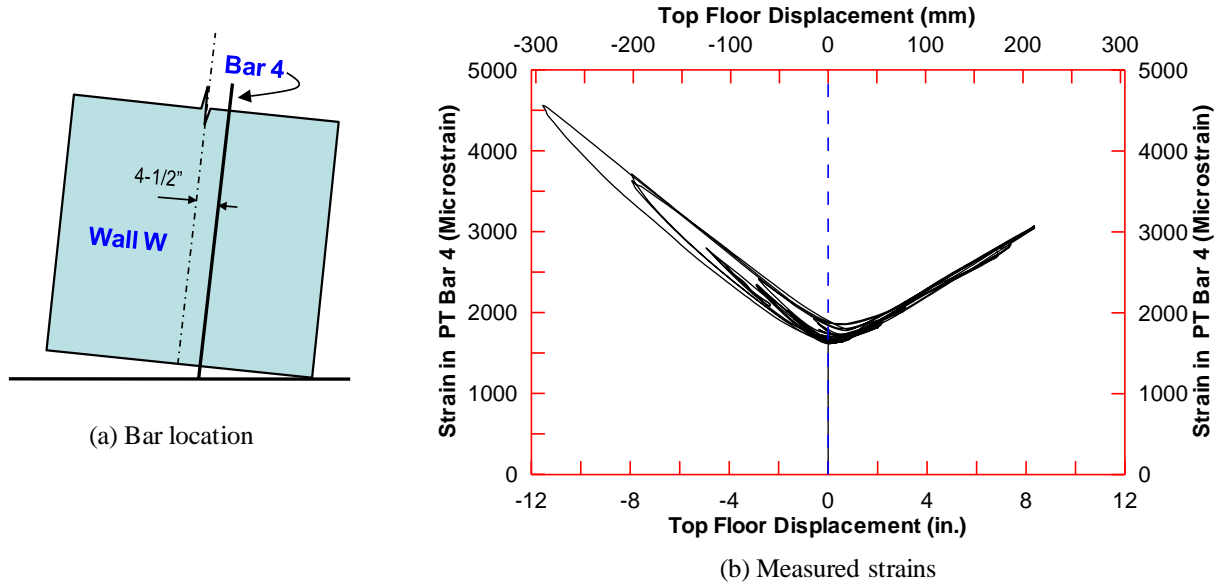 Bar 4
4-1/2”
Wall W
(a) Bar location
Top Floor Displacement (mm)
-300 -200 -100 0 100 200 300
Strain in PT Bar 4 (Microstrain)
5000 5000
4000 4000
3000 3000
2000 2000
1000 1000
0 0
Strain in PT Bar 4 (Microstrain)
-12 -8 -4 0 4 8 12
Top Floor Displacement (in.)
(b) Measured strains